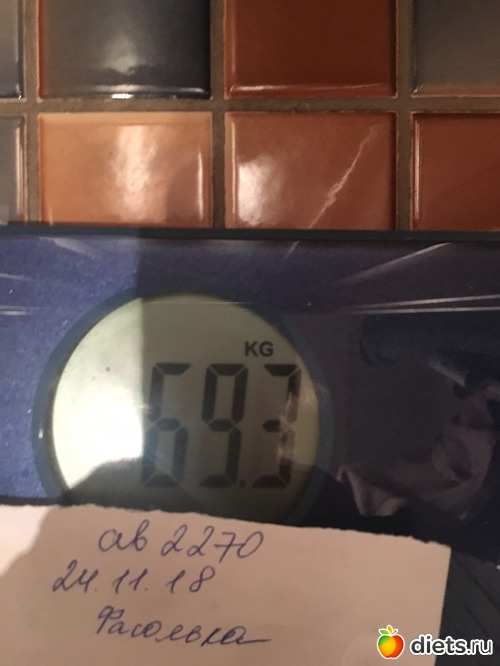 KG
69.3
ав 2270
24.11.18
Фасолька
diets.ru